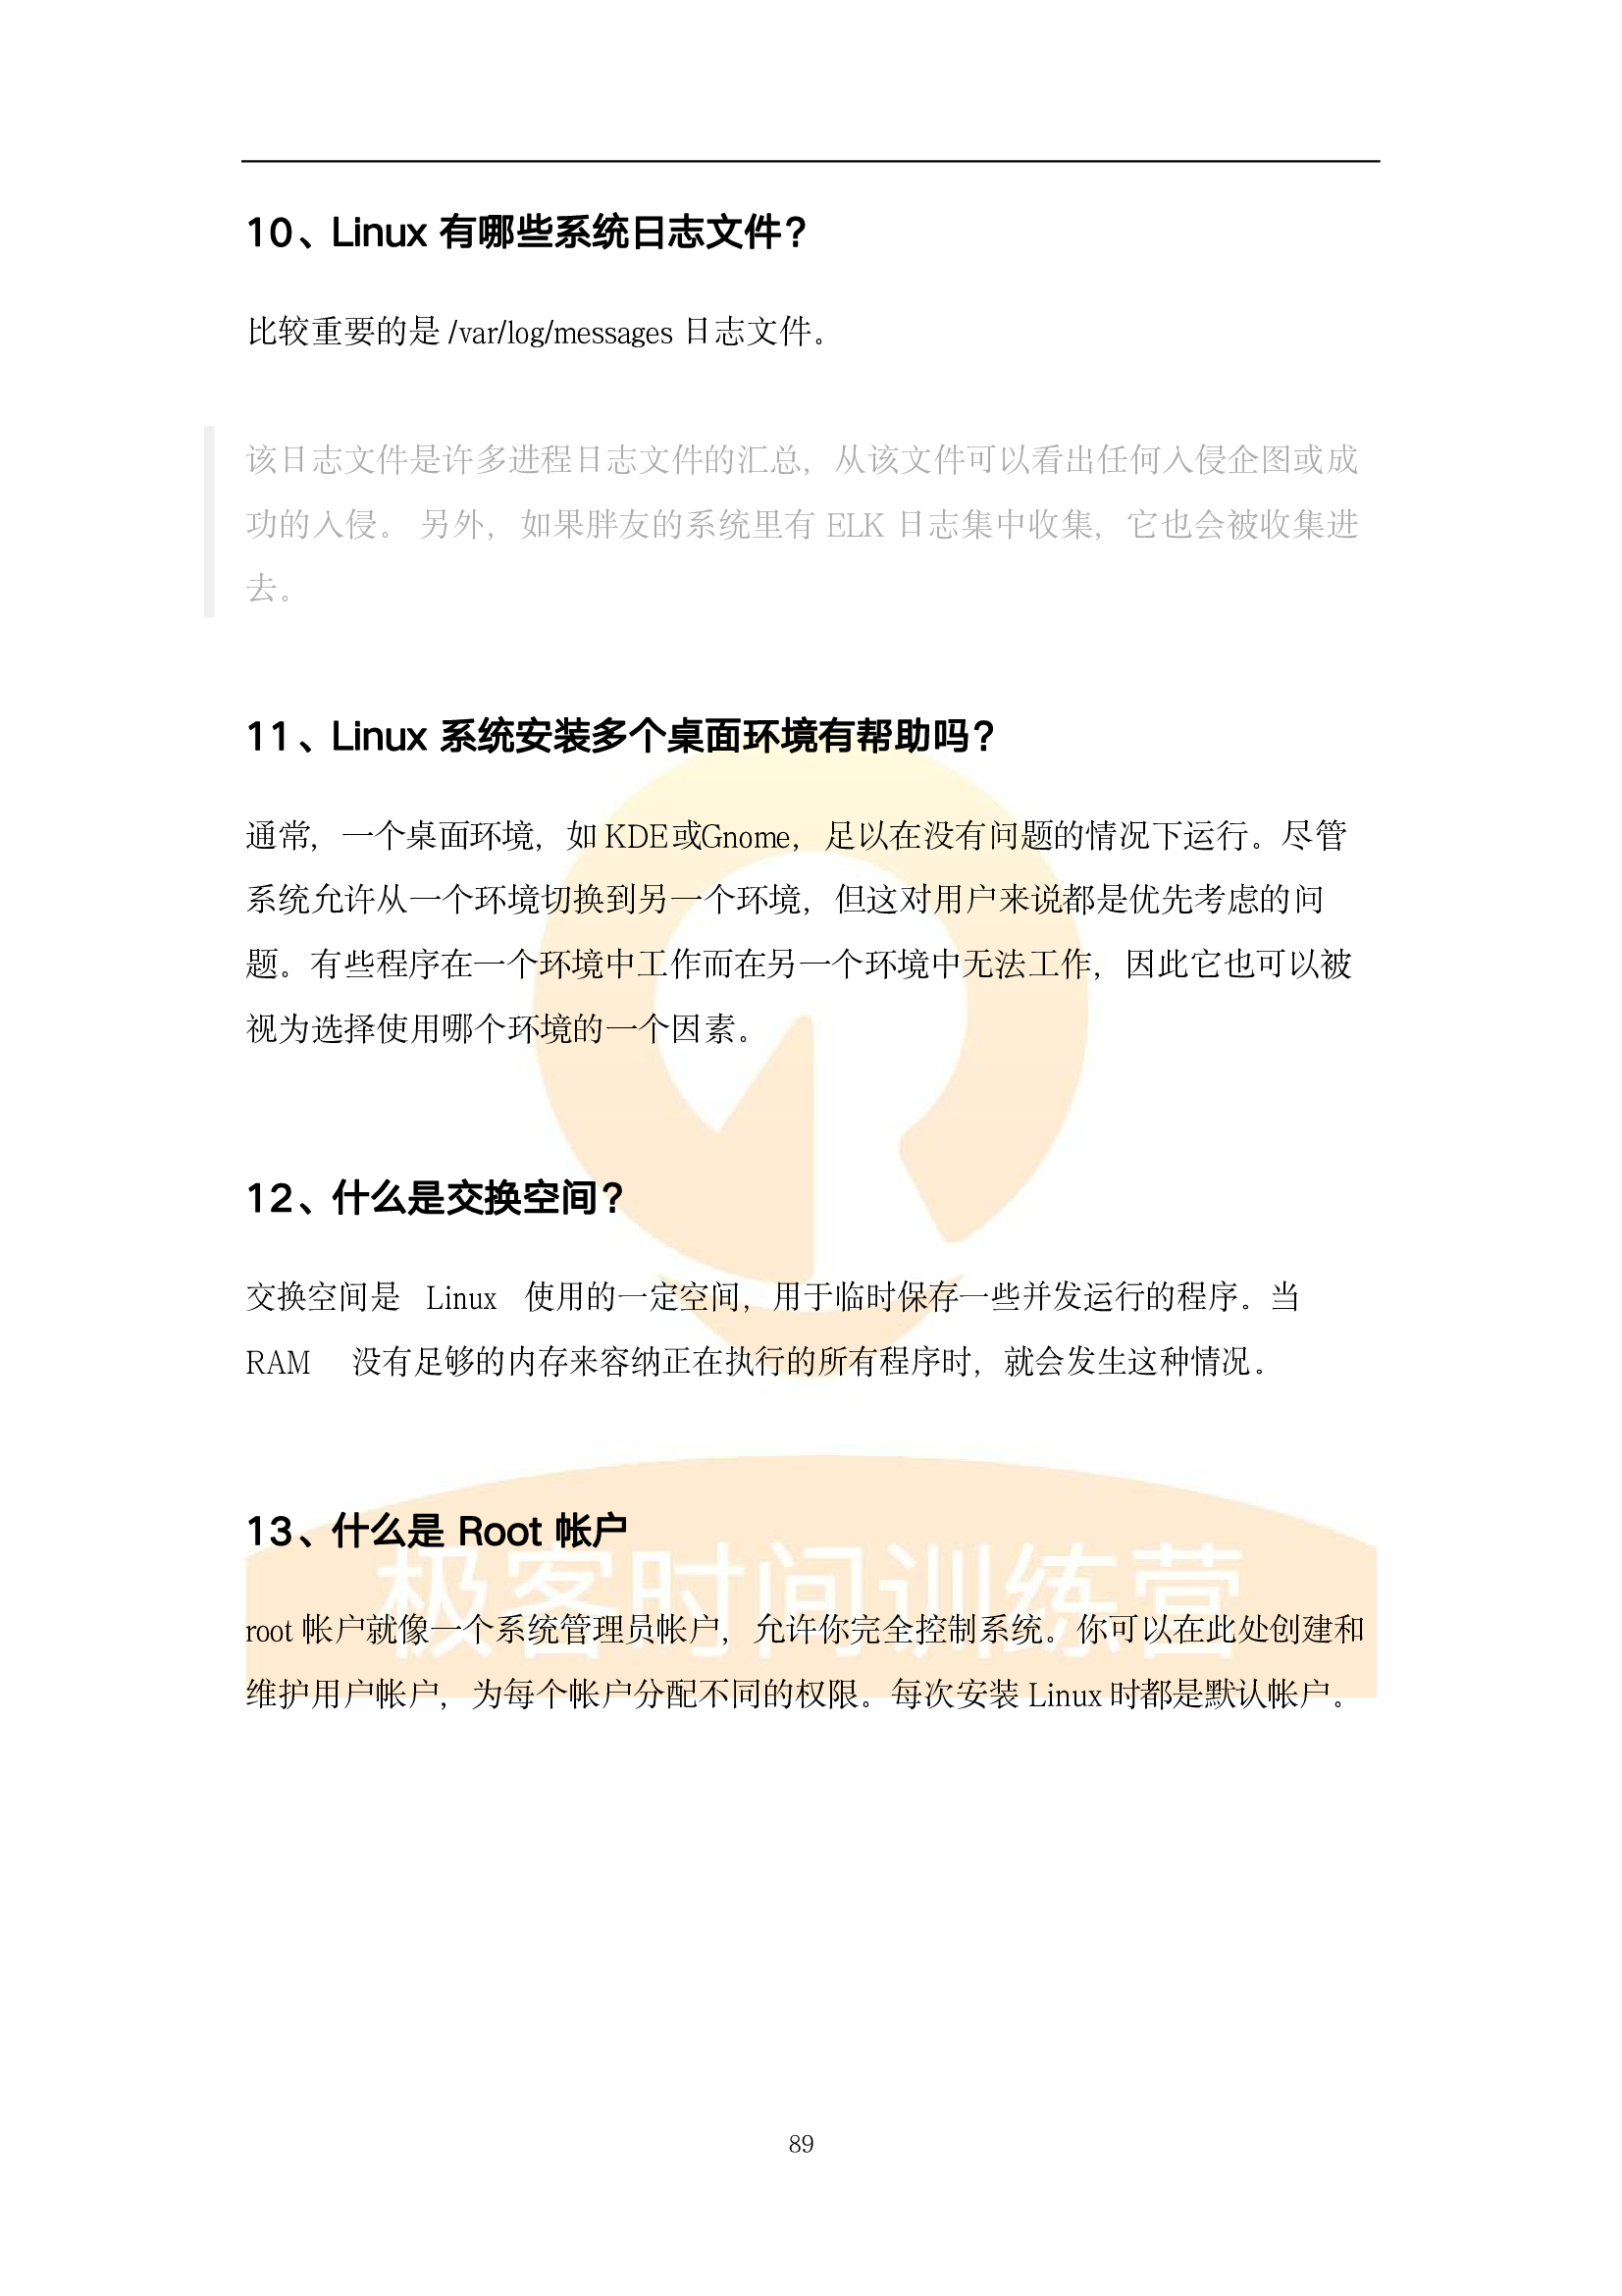 10、Linux 有哪些系统日志文件?
比较重要的是 /var/log/messages 日志文件。
该日志文件是许多进程日志文件的汇总，从该文件可以看出任何入侵企图或成
功的入侵。 另外，如果胖友的系统里有 ELK 日志集中收集，它也会被收集进
去。
11、Linux 系统安装多个桌面环境有帮助吗?
通常，一个桌面环境，如 KDE或Gnome，足以在没有问题的情况下运行。尽管
系统允许从一个环境切换到另一个环境，但这对用户来说都是优先考虑的问
题。有些程序在一个环境中工作而在另一个环境中无法工作，因此它也可以被
视为选择使用哪个环境的一个因素。
12、什么是交换空间?
交换空间是 Linux 使用的一定空间，用于临时保存一些并发运行的程序。当
RAM 没有足够的内存来容纳正在执行的所有程序时，就会发生这种情况。
13、什么是 Root 帐户
极客时间训练营
root 帐户就像一个系统管理员帐户，允许你完全控制系统。你可以在此处创建和
维护用户帐户，为每个帐户分配不同的权限。每次安装 Linux 时都是默认帐户。
89